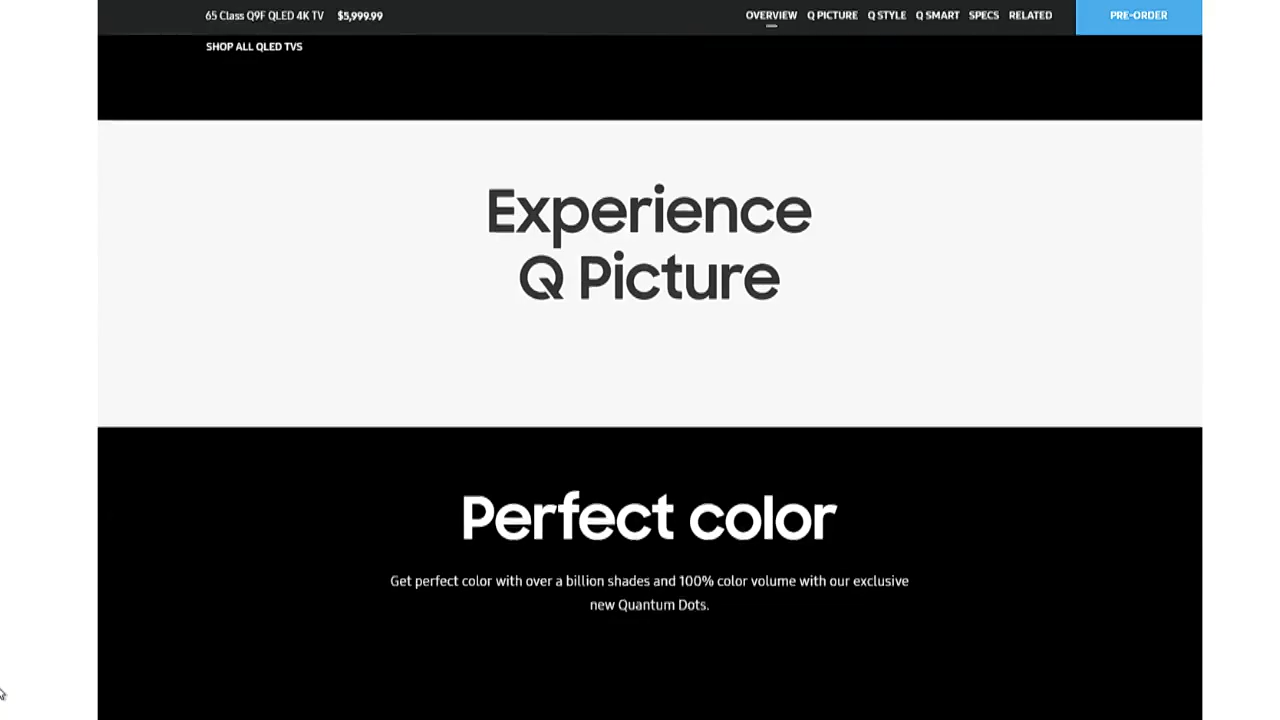 65 Class Q9F QLED 4K TV $5,999.99 OVERVIEW Q PICTURE Q STYLE Q SMART SPECS RELATED PRE-ORDER
SHOP ALL QLED TVS
Experience
Q Picture
Perfect color
Get perfect color with over a billion shades and 100% color volume with our exclusive
new Quantum Dots.